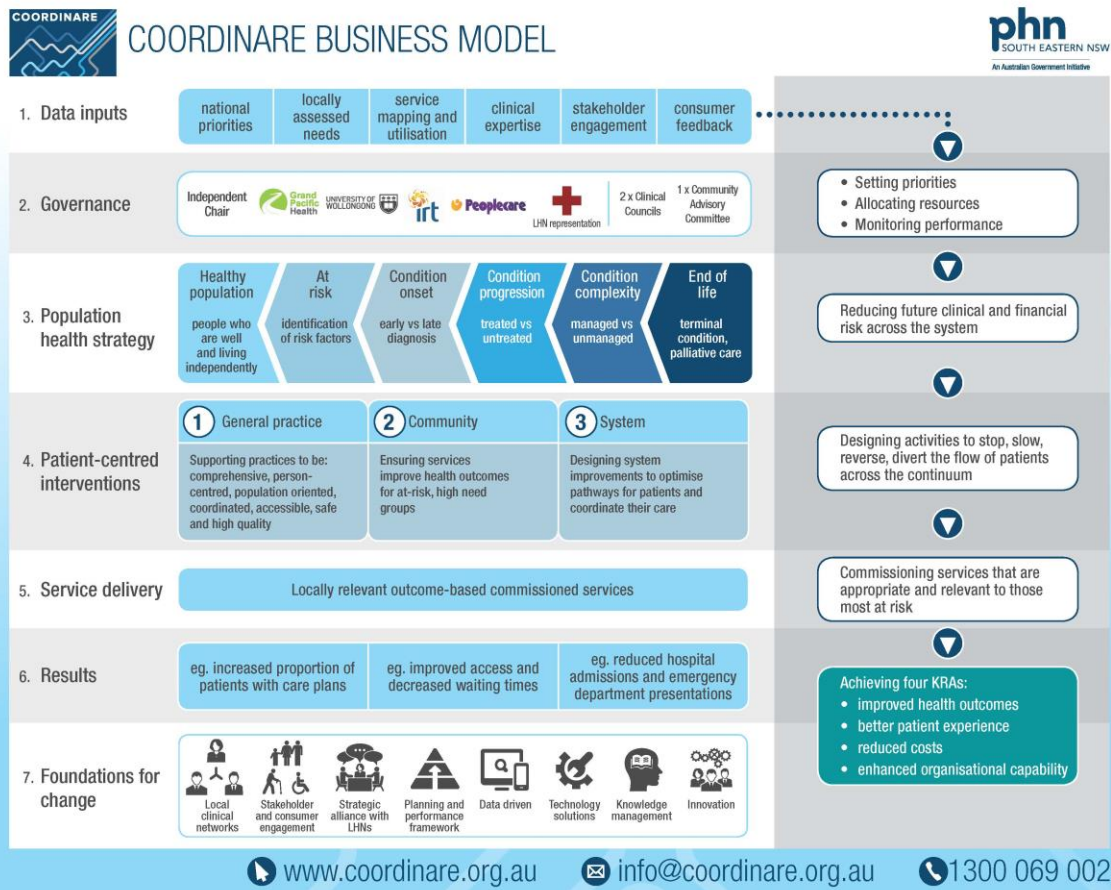 COORDINARE
COORDINARE BUSINESS MODEL
phn
SOUTH EASTERN NSW
An Australian Government Initiative
1. Data inputs
national
priorities
locally
assessed
needs
service
mapping and
utilisation
clinical
expertise
stakeholder
engagement
consumer
feedback
2. Governance
Independent
Chair
Grand
Pacific
Health
UNIVERSITY OF
WOLLONGONG
irt
Peoplecare
LHN representation
2 x Clinical
Councils
1 x Community
Advisory
Committee
• Setting priorities
• Allocating resources
• Monitoring performance
3. Population
health strategy
Healthy
population
people who
are well
and living
independently
At
risk
identification
of risk factors
Condition
onset
early vs late
diagnosis
Condition
progression
treated vs
untreated
Condition
complexity
managed vs
unmanaged
End of
life
terminal
condition,
palliative care
Reducing future clinical and financial
risk across the system
4. Patient-centred
interventions
1 General practice
Supporting practices to be:
comprehensive, person-
centred, population oriented,
coordinated, accessible, safe
and high quality
2 Community
Ensuring services
improve health outcomes
for at-risk, high need
groups
3 System
Designing system
improvements to optimise
pathways for patients and
coordinate their care
Designing activities to stop, slow,
reverse, divert the flow of patients
across the continuum
5. Service delivery
Locally relevant outcome-based commissioned services
Commissioning services that are
appropriate and relevant to those
most at risk
6. Results
eg. increased proportion of
patients with care plans
eg. improved access and
decreased waiting times
eg. reduced hospital
admissions and emergency
department presentations
Achieving four KRAs:
• improved health outcomes
• better patient experience
• reduced costs
• enhanced organisational capability
7. Foundations for
change
Local
clinical
networks
Stakeholder
and consumer
engagement
Strategic
alliance with
LHNs
Planning and
performance
framework
Data driven
Technology
solutions
Knowledge
management
Innovation
www.coordinare.org.au
info@coordinare.org.au
1300 069 002